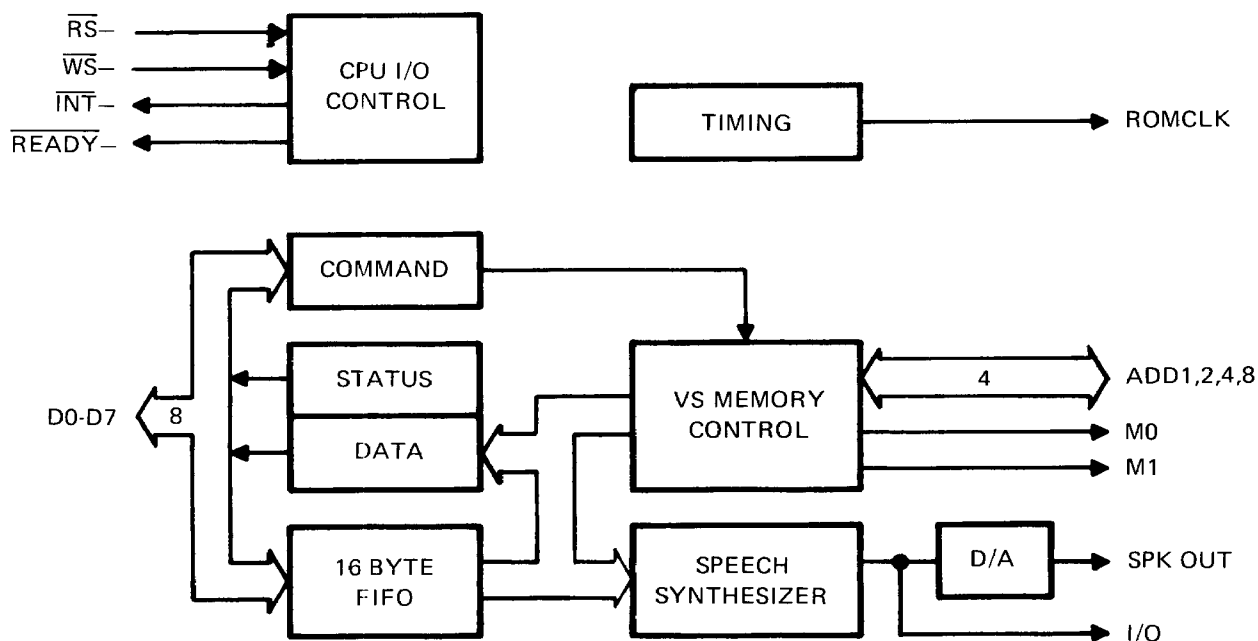 RS–
WS–
INT–
READY–
CPU I/O
CONTROL
TIMING
ROMCLK
COMMAND
STATUS
DATA
D0-D7
8
16 BYTE
FIFO
VS MEMORY
CONTROL
4
ADD1,2,4,8
M0
M1
SPEECH
SYNTHESIZER
D/A
SPK OUT
I/O